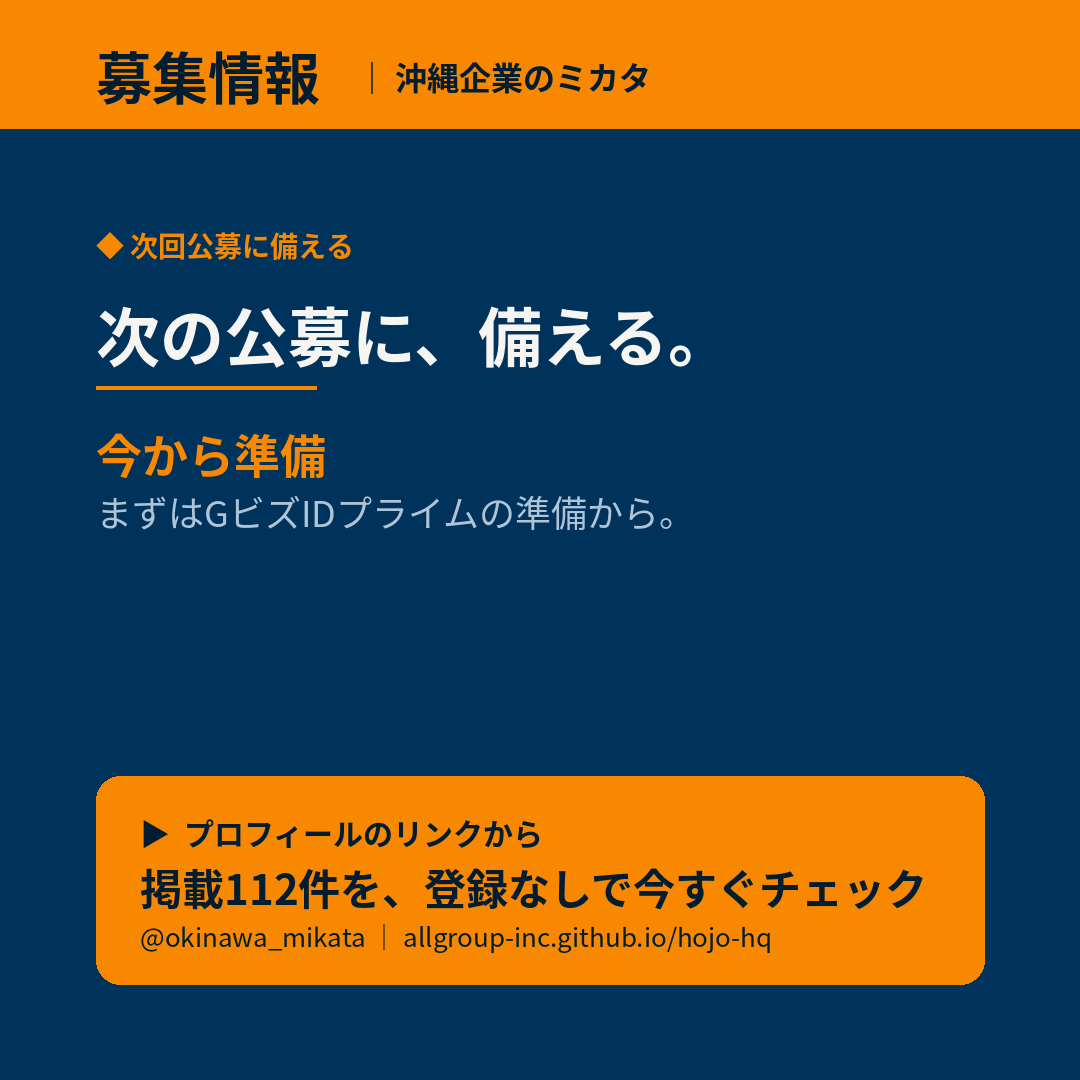 募集情報 ｜ 沖縄企業のミカタ
◆ 次回公募に備える
次の公募に、備える。
今から準備
まずはGビズIDプライムの準備から。
▶ プロフィールのリンクから
掲載112件を、登録なしで今すぐチェック
@okinawa_mikata ｜ allgroup-inc.github.io/hojo-hq